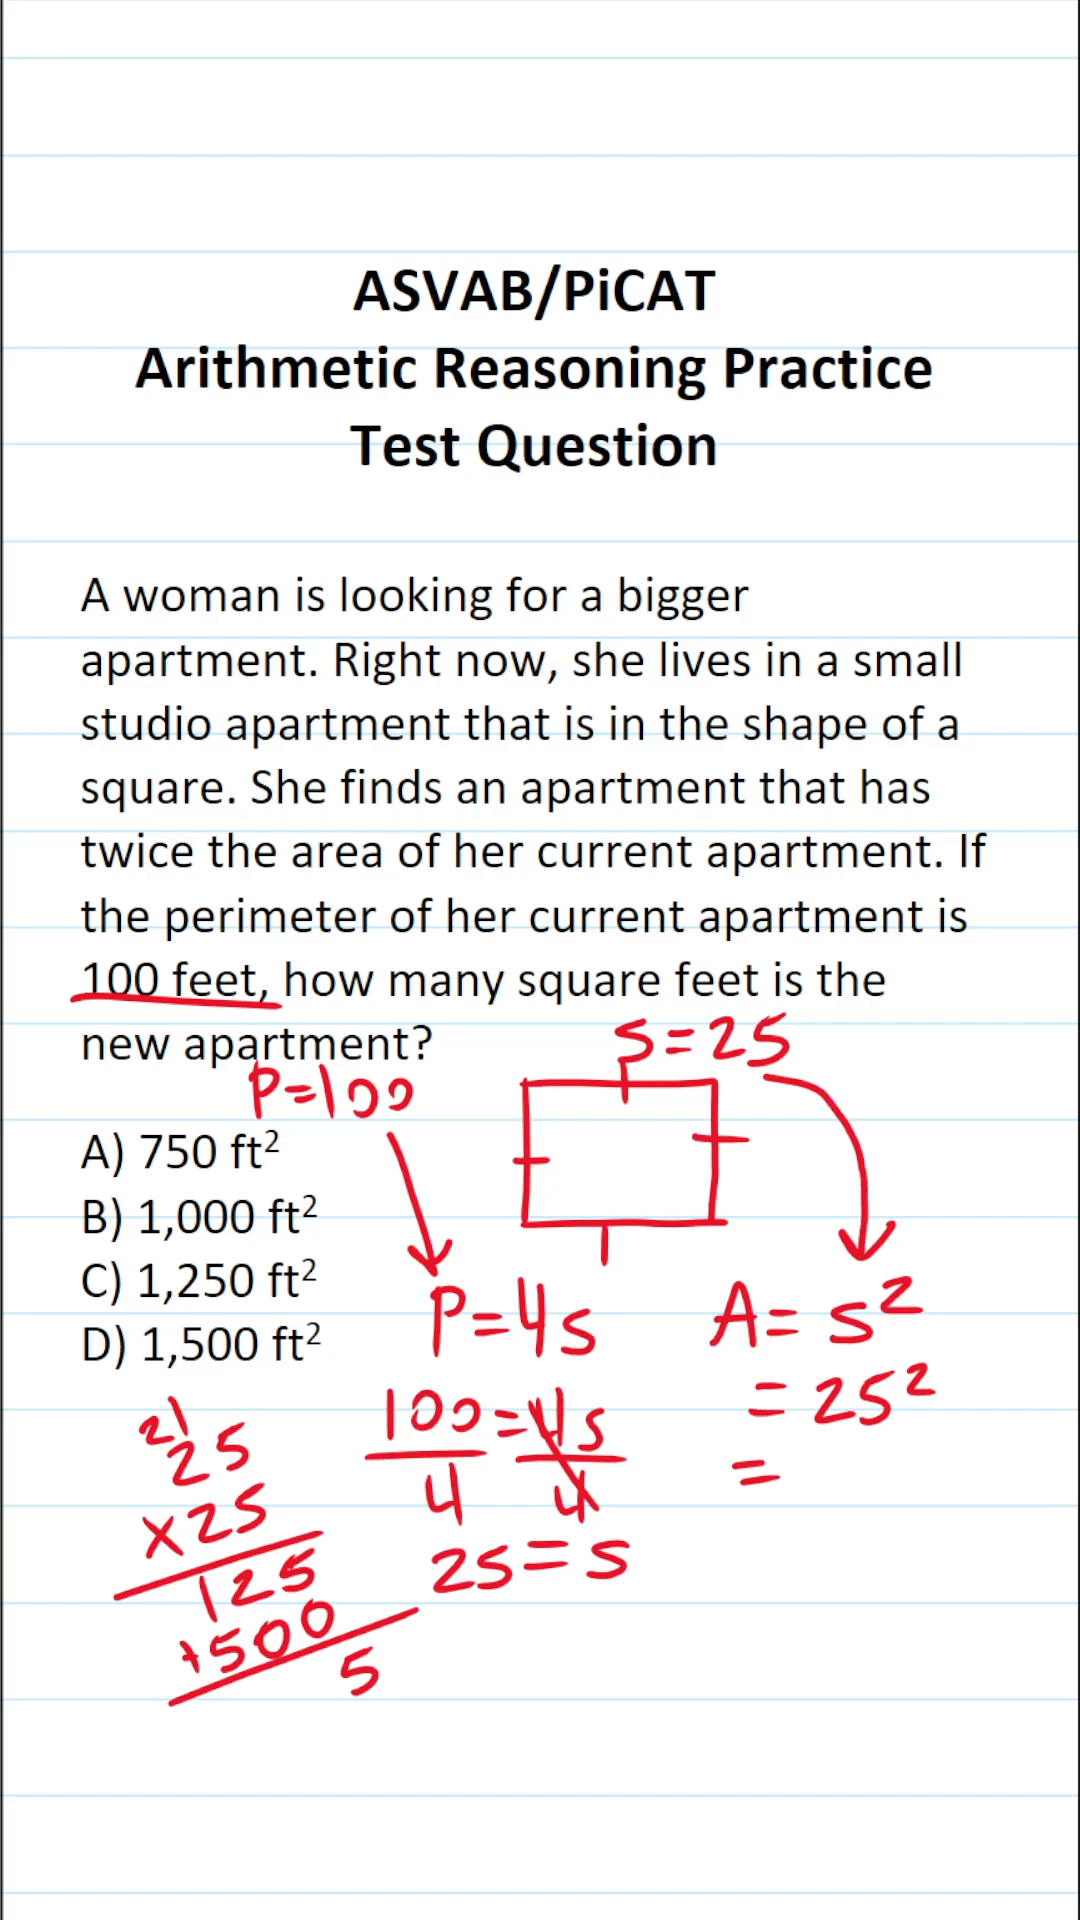 ASVAB/PiCAT
Arithmetic Reasoning Practice
Test Question
A woman is looking for a bigger
apartment. Right now, she lives in a small
studio apartment that is in the shape of a
square. She finds an apartment that has
twice the area of her current apartment. If
the perimeter of her current apartment is
100 feet, how many square feet is the
new apartment?
S=25
P=100
A) 750 ft²
B) 1,000 ft²
C) 1,250 ft²
D) 1,500 ft²
P=4s
A= s²
100=4s
4 4
25=s
= 25²
=
21
25
x25
125
+500
5